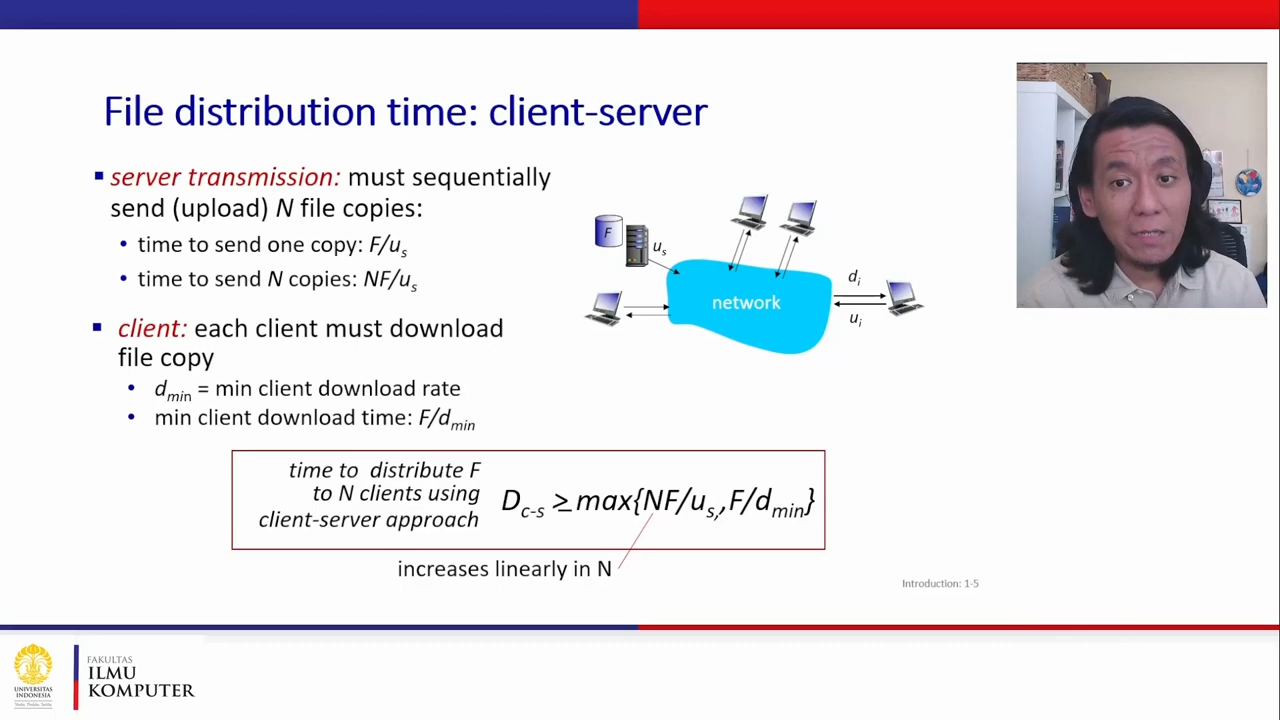 File distribution time: client-server
server transmission: must sequentially
send (upload) N file copies:
• time to send one copy: F/us
• time to send N copies: NF/us
client: each client must download
file copy
• dmin = min client download rate
• min client download time: F/dmin
F
us
network
di
ui
time to distribute F
to N clients using
client-server approach
Dc-s ≥ max{NF/us,,F/dmin}
increases linearly in N
Introduction: 1-5
UNIVERSITAS
INDONESIA
FAKULTAS
ILMU
KOMPUTER